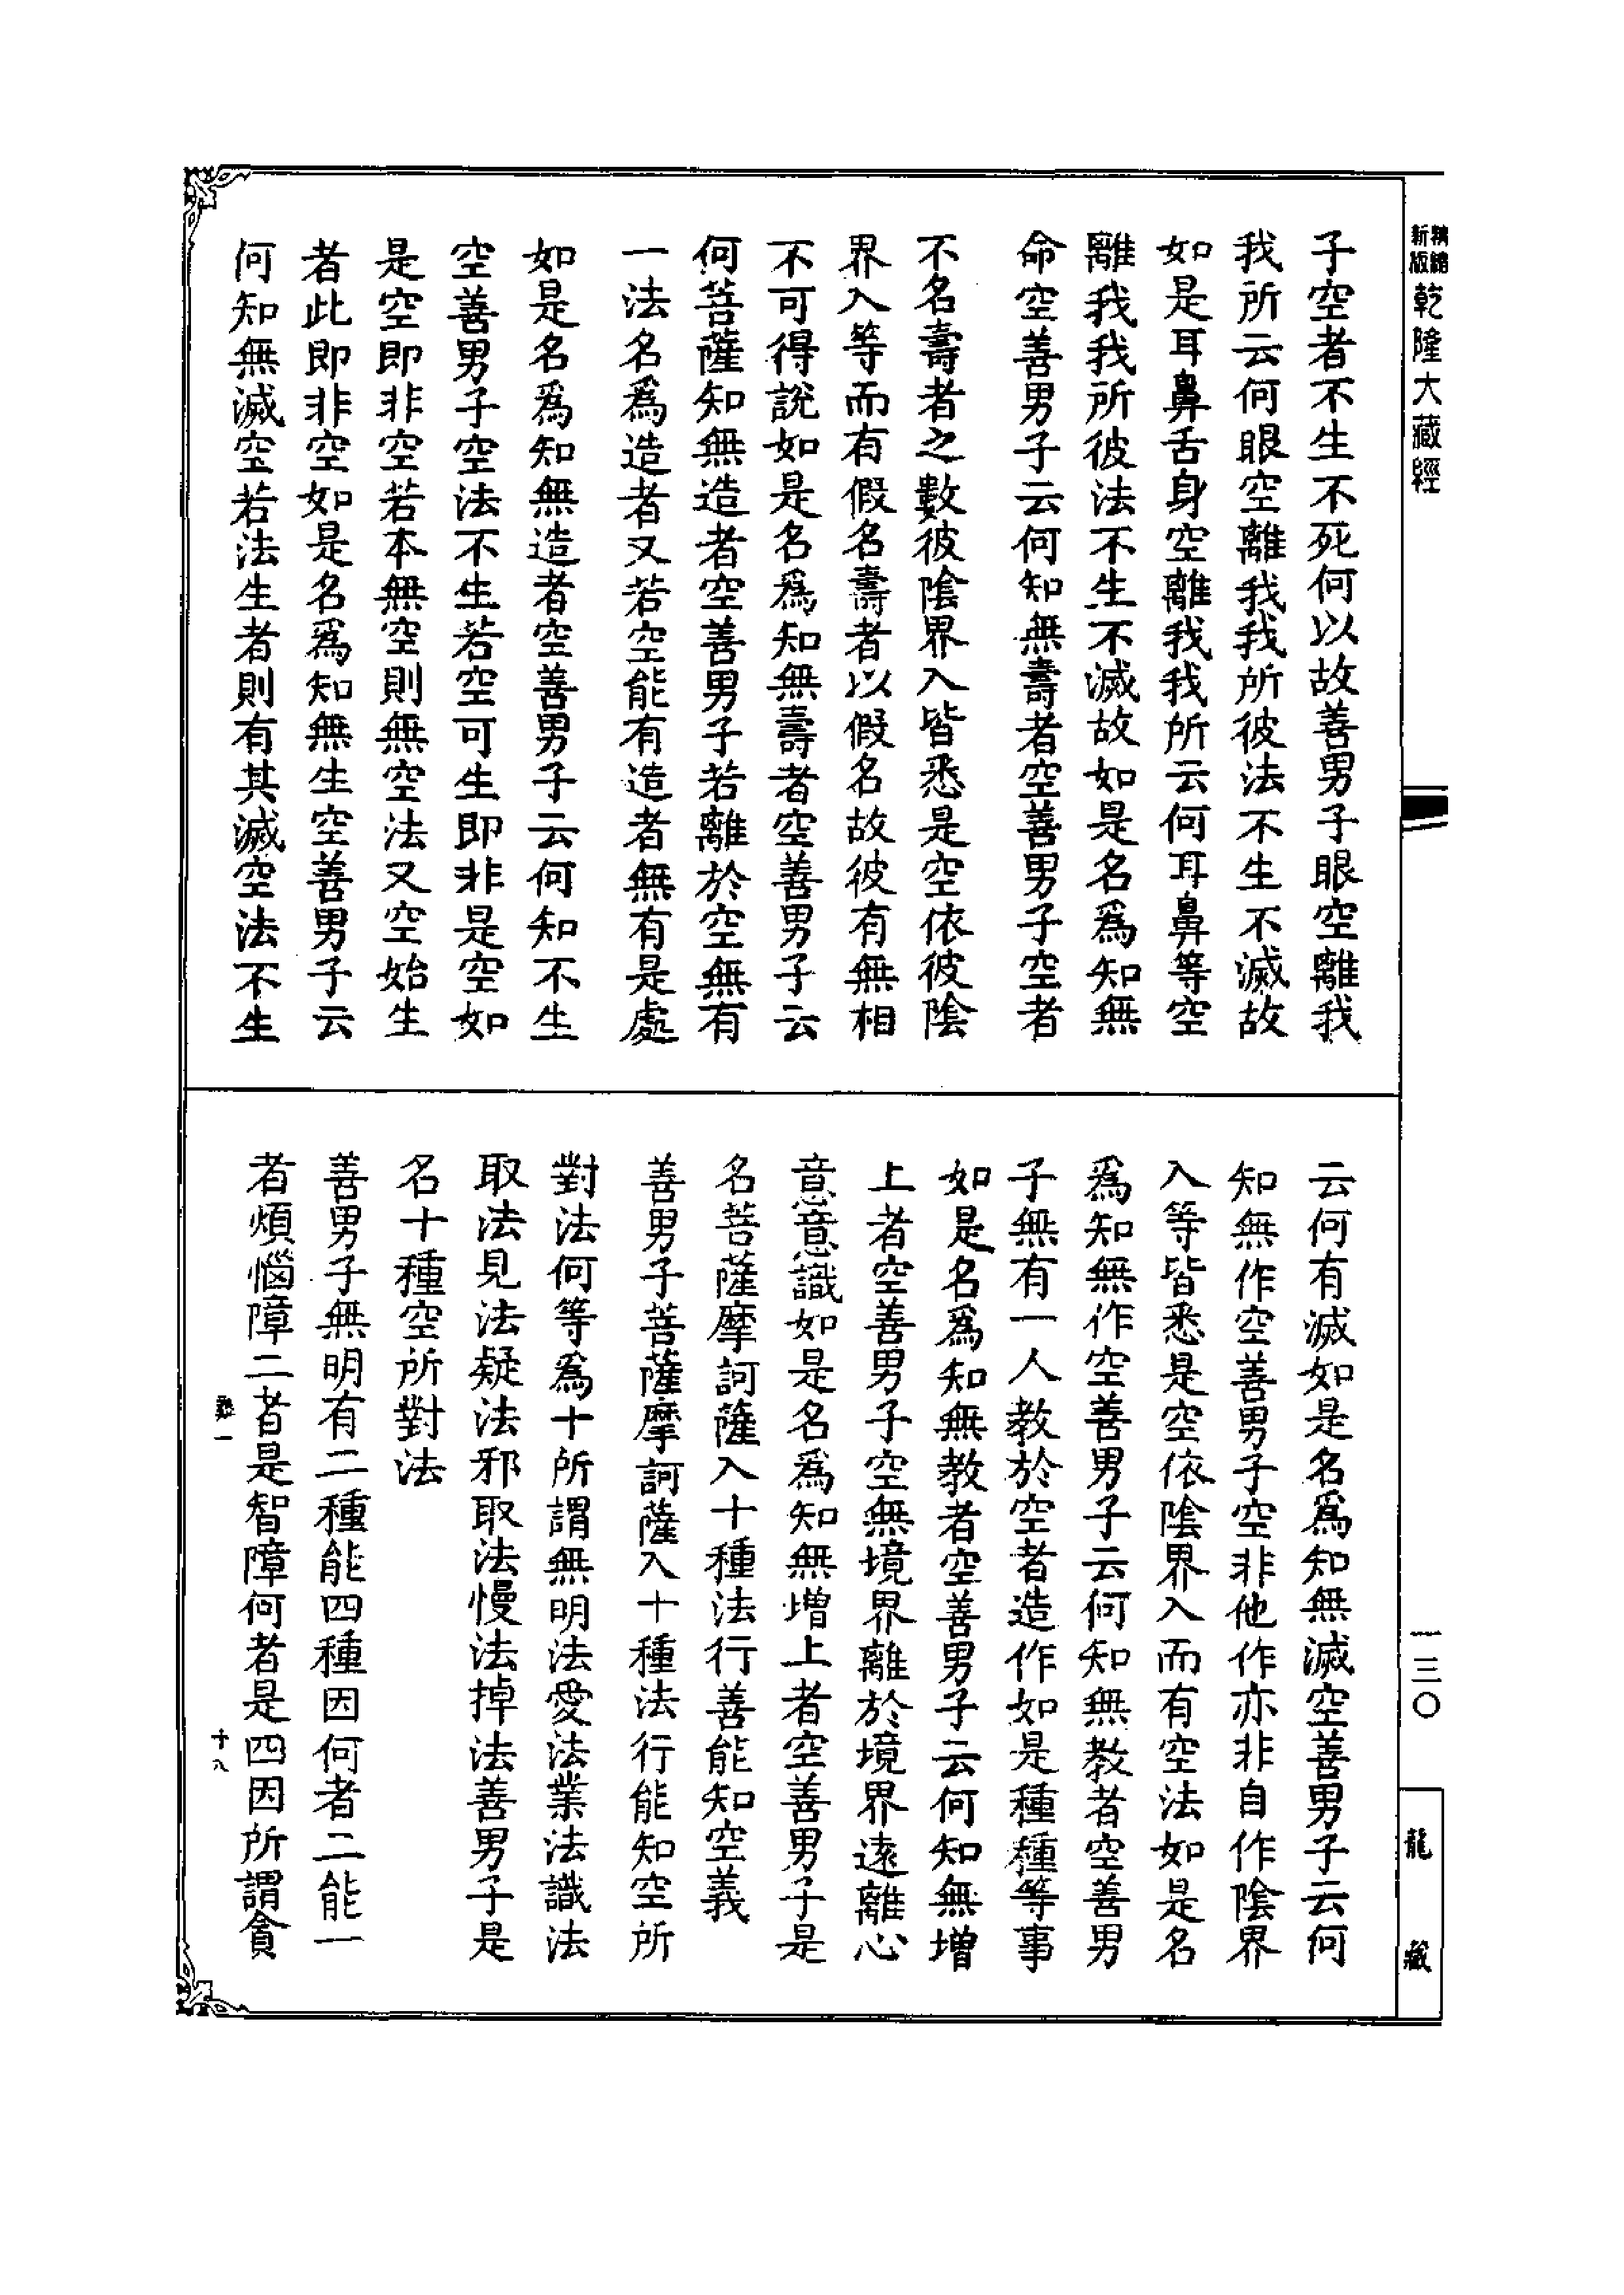 新版
精縮
乾隆大藏經
一三〇
龍藏
子空者不生不死何以故善男子眼空離我
我所云何眼空離我我所彼法不生不滅故
如是耳鼻舌身空離我我所云何耳鼻等空
離我我所彼法不生不滅故如是名爲知無
命空善男子云何知無壽者空善男子空者
不名壽者之數彼陰界入皆悉是空依彼陰
界入等而有假名壽者以假名故彼有無相
不可得說如是名爲知無壽者空善男子云
何菩薩知無造者空善男子若離於空無有
一法名爲造者又若空能有造者無有是處
如是名爲知無造者空善男子云何知不生
空善男子空法不生若空可生即非是空如
是空即非空若本無空則無空法又空始生
者此即非空如是名爲知無生空善男子云
何知無滅空若法生者則有其滅空法不生
云何有滅如是名爲知無滅空善男子云何
知無作空善男子空非他作亦非自作陰界
入等皆悉是空依陰界入而有空法如是名
爲知無作空善男子云何知無教者空善男
子無有一人教於空者造作如是種種等事
如是名爲知無教者空善男子云何知無增
上者空善男子空無境界離於境界遠離心
意意識如是名爲知無增上者空善男子是
名菩薩摩訶薩入十種法行善能知空義
善男子菩薩摩訶薩入十種法行能知空所
對法何等爲十所謂無明法愛法業法識法
取法見法疑法邪取法慢法掉法善男子是
名十種空所對法
善男子無明有二種能四種因何者二能一
者煩惱障二者是智障何者是四因所謂貪
十八